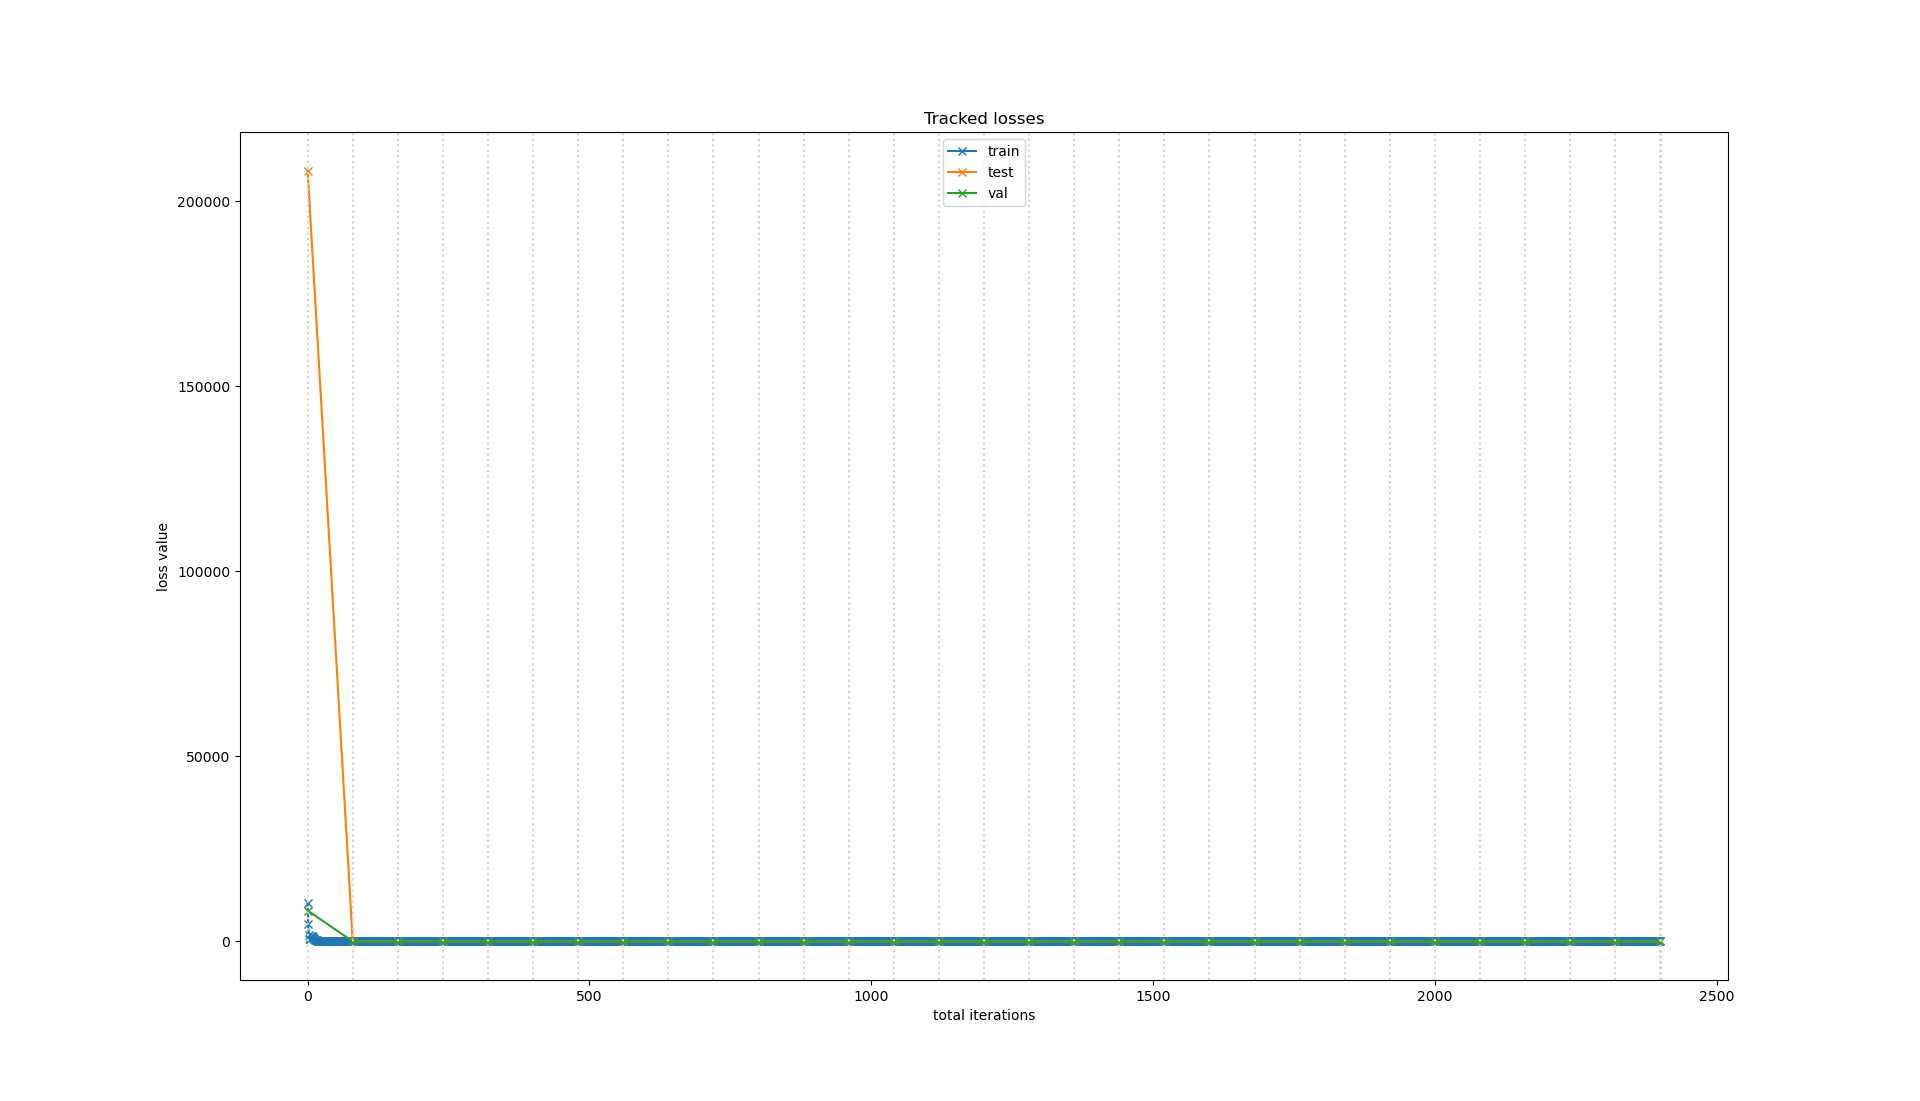 Tracked losses
train
test
val
200000
150000
100000
50000
0
loss value
0 500 1000 1500 2000 2500
total iterations